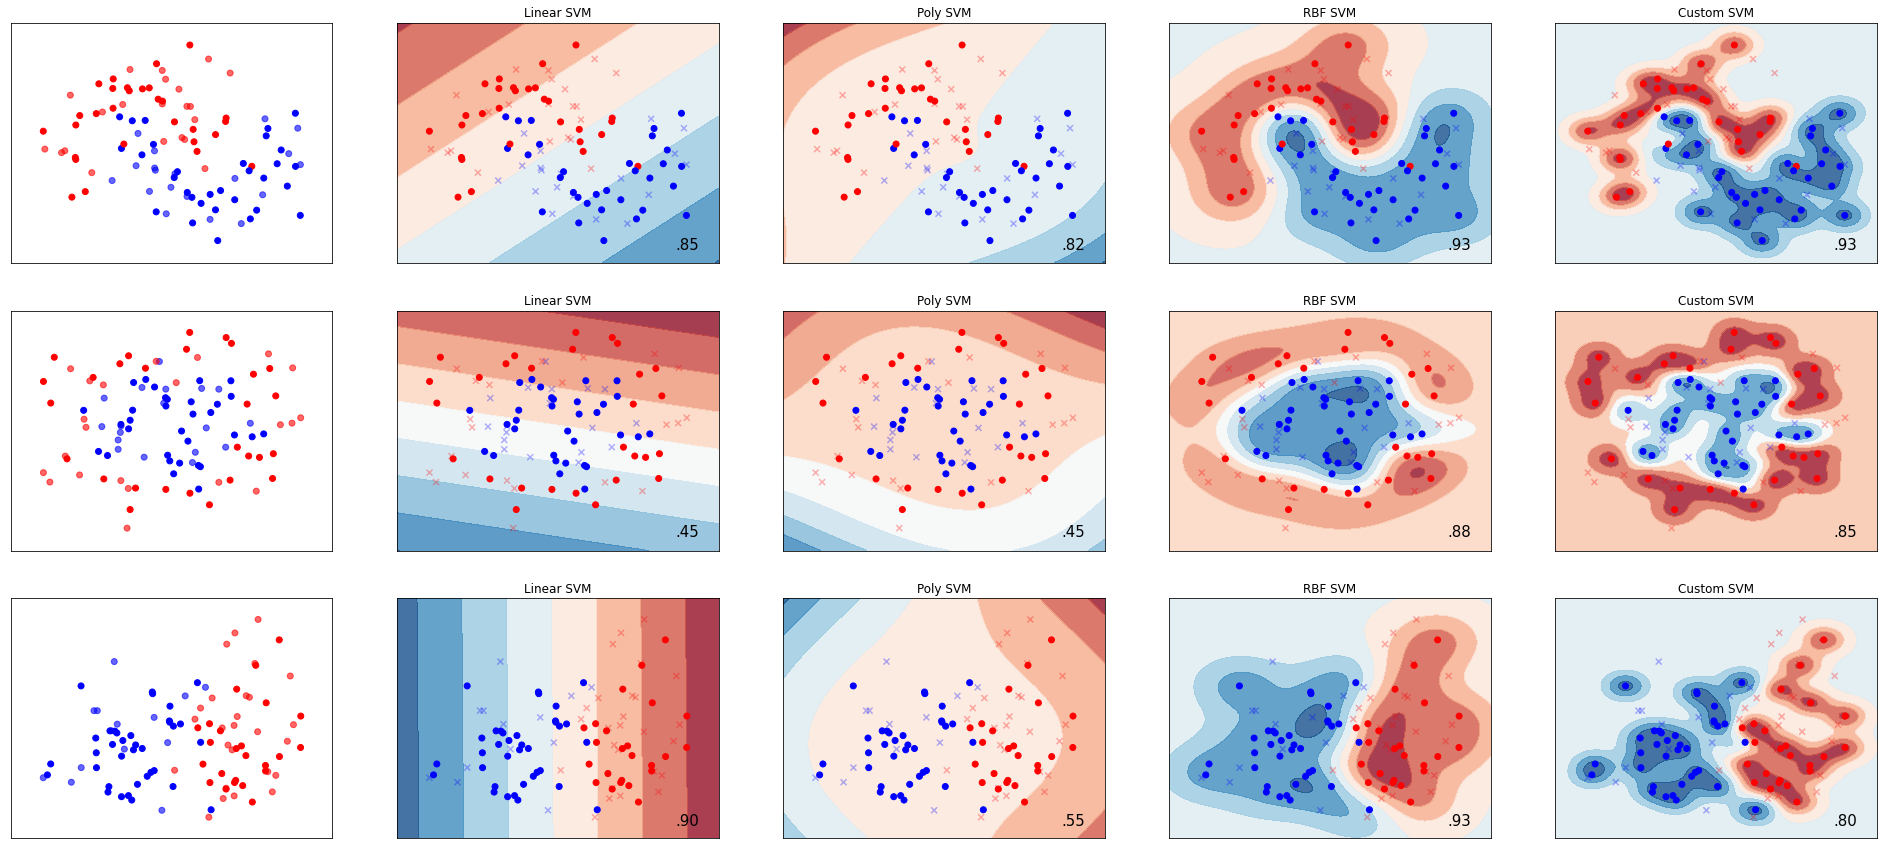 Linear SVM
Poly SVM
RBF SVM
Custom SVM
.85
.82
.93
.93
Linear SVM
Poly SVM
RBF SVM
Custom SVM
.45
.45
.88
.85
Linear SVM
Poly SVM
RBF SVM
Custom SVM
.90
.55
.93
.80